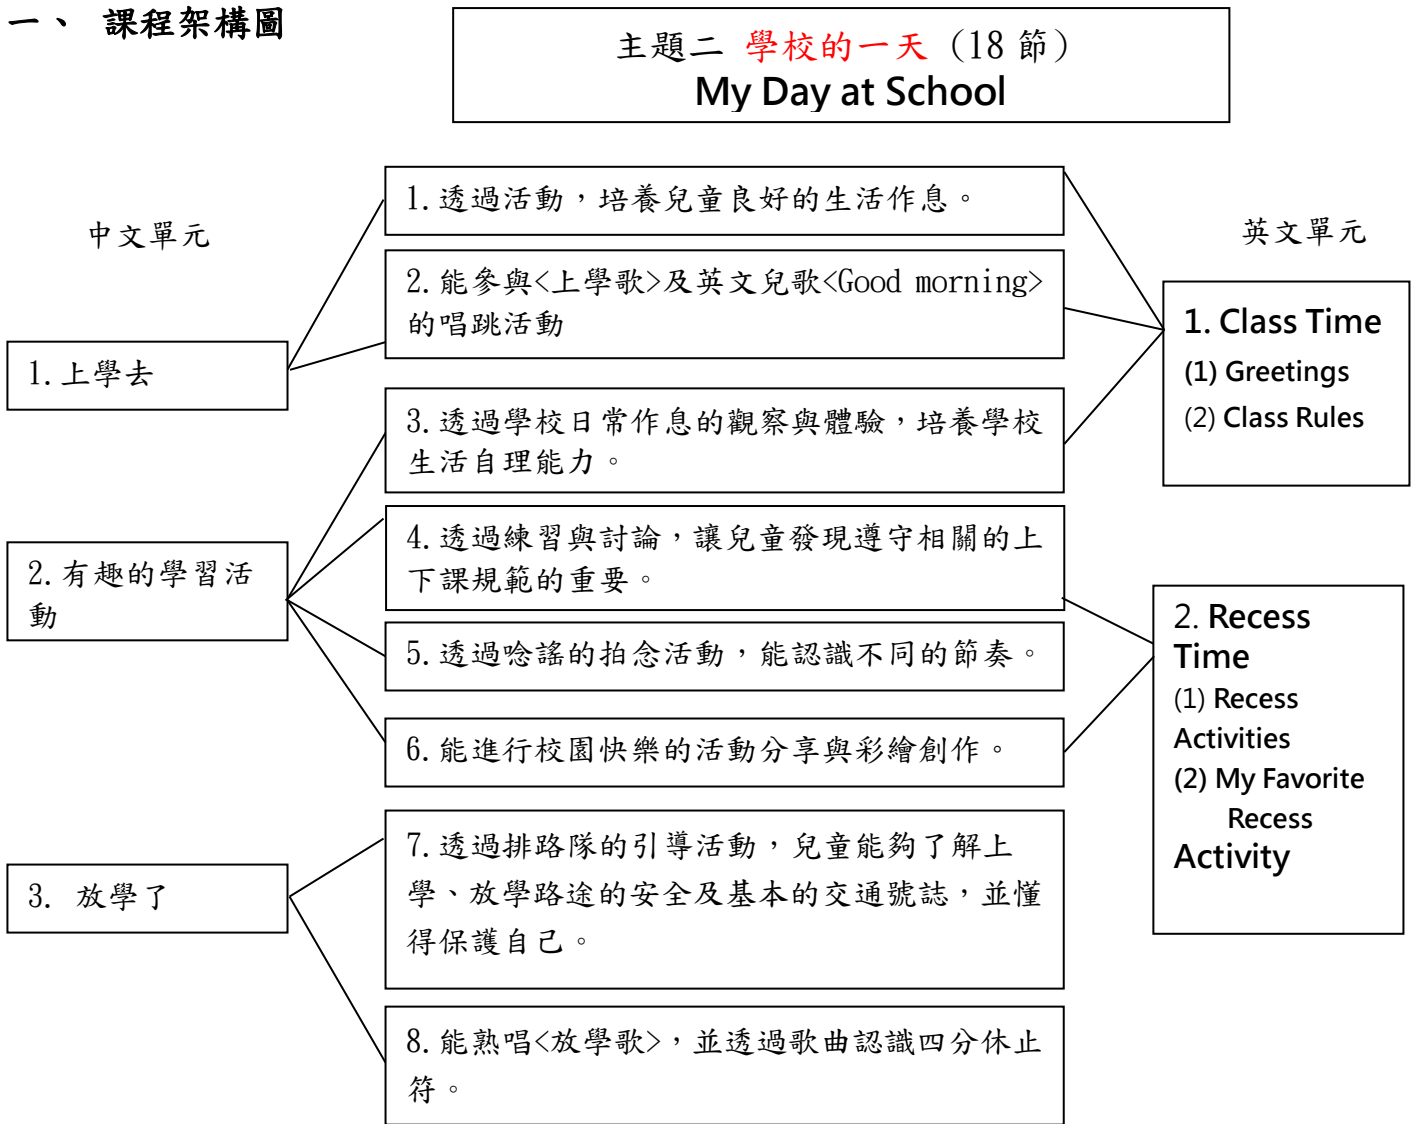 一、 課程架構圖
主題二 學校的一天 (18 節)
My Day at School
中文單元
英文單元
1.上學去
2.有趣的學習活
動
3. 放學了
1.透過活動，培養兒童良好的生活作息。
2.能參與<上學歌>及英文兒歌<Good morning>
的唱跳活動
3.透過學校日常作息的觀察與體驗，培養學校
生活自理能力。
4.透過練習與討論，讓兒童發現遵守相關的上
下課規範的重要。
5.透過唸謠的拍念活動，能認識不同的節奏。
6.能進行校園快樂的活動分享與彩繪創作。
7.透過排路隊的引導活動，兒童能夠了解上
學、放學路途的安全及基本的交通號誌，並懂
得保護自己。
8.能熟唱<放學歌>，並透過歌曲認識四分休止
符。
1. Class Time
(1) Greetings
(2) Class Rules
2. Recess
Time
(1) Recess
Activities
(2) My Favorite
Recess
Activity